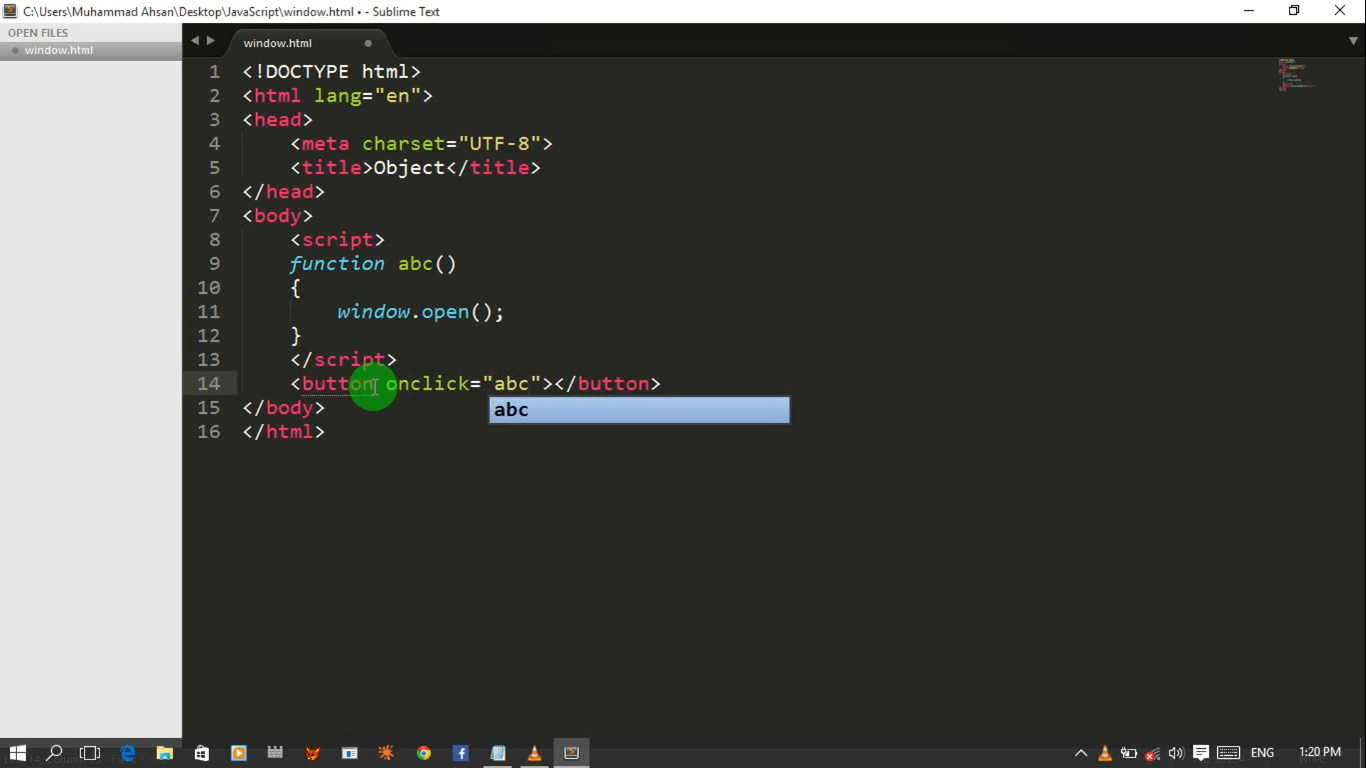 C:\Users\Muhammad Ahsan\Desktop\JavaScript\window.html • - Sublime Text
OPEN FILES
window.html
window.html
1 <!DOCTYPE html>
2 <html lang="en">
3 <head>
4 <meta charset="UTF-8">
5 <title>Object</title>
6 </head>
7 <body>
8 <script>
9 function abc()
10 {
11 window.open();
12 }
13 </script>
14 <button onclick="abc"></button>
abc
15 </body>
16 </html>
ENG
1:20 PM